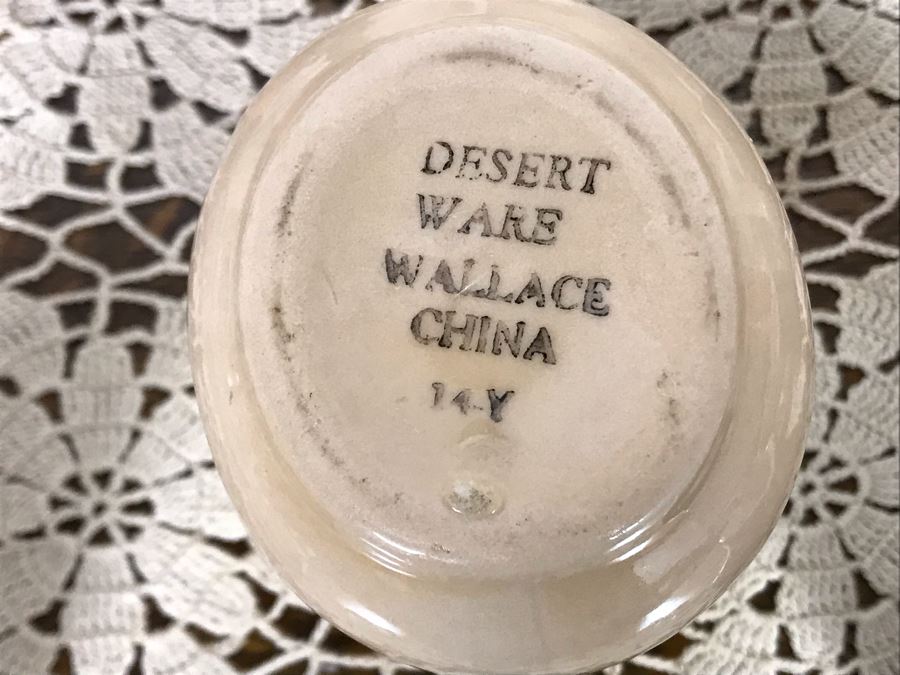 DESERT
WARE
WALLACE
CHINA
14-Y